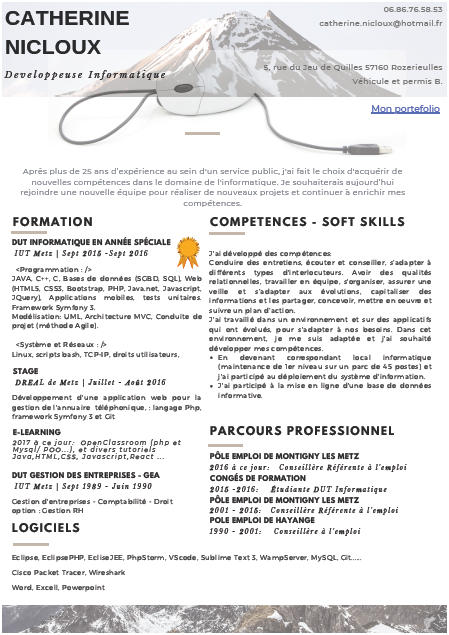 CATHERINE
NICLOUX
Developpeuse Informatique
06.86.76.58.53
catherine.nicloux@hotmail.fr
5, rue du Jeu de Quilles 57160 Rozerieulles
Véhicule et permis B.
Mon portefolio
Après plus de 25 ans d'expérience au sein d'un service public, j'ai fait le choix d'acquérir de
nouvelles compétences dans le domaine de l'informatique. Je souhaiterais aujourd'hui
rejoindre une nouvelle équipe pour réaliser de nouveaux projets et continuer à enrichir mes
compétences.
FORMATION
DUT INFORMATIQUE EN ANNÉE SPÉCIALE
IUT Metz | Sept 2015 -Sept 2016
<Programmation : />
JAVA, C++, C, Bases de données (SGBD, SQL), Web
(HTML5, CSS3, Bootstrap, PHP, Java.net, Javascript,
JQuery), Applications mobiles, tests unitaires.
Framework Symfony 3.
Modélisation: UML, Architecture MVC, Conduite de
projet (méthode Agile).
<Système et Réseaux : />
Linux, scripts bash, TCP-IP, droits utilisateurs,
STAGE
DREAL de Metz | Juillet - Août 2016
Développement d'une application web pour la
gestion de l'annuaire téléphonique, : langage Php,
framework Symfony 3 et Git
E-LEARNING
2017 à ce jour: OpenClassroom (php et
Mysql/ POO...), et divers tutoriels
Java,HTML,CSS, Javascript,React ...
DUT GESTION DES ENTREPRISES - GEA
IUT Metz | Sept 1989 - Juin 1990
Gestion d'entreprises - Comptabilité - Droit
option : Gestion RH
COMPETENCES - SOFT SKILLS
J'ai développé des compétences:
Conduire des entretiens, écouter et conseiller, s'adapter à
différents types d'interlocuteurs. Avoir des qualités
relationnelles, travailler en équipe, s'organiser, assurer une
veille et s'adapter aux évolutions, capitaliser des
informations et les partager, concevoir, mettre en œuvre et
suivre un plan d'action.
J'ai travaillé dans un environnement et sur des applicatifs
qui ont évolués, pour s'adapter à nos besoins. Dans cet
environnement, je me suis adaptée et j'ai souhaité
développer mes compétences.
• En devenant correspondant local informatique
(maintenance de 1er niveau sur un parc de 45 postes) et
j'ai participé au déploiement du système d'information.
• J'ai participé à la mise en ligne d'une base de données
informative.
PARCOURS PROFESSIONNEL
PÔLE EMPLOI DE MONTIGNY LES METZ
2016 à ce jour: Conseillère Référente à l'emploi
CONGÉS DE FORMATION
2015 -2016: Étudiante DUT Informatique
PÔLE EMPLOI DE MONTIGNY LES METZ
2001 - 2015: Conseillère Référente à l'emploi
POLE EMPLOI DE HAYANGE
1990 - 2001: Conseillère à l'emploi
LOGICIELS
Eclipse, EclipsePHP, EcliseJEE, PhpStorm, VScode, Sublime Text 3, WampServer, MySQL, Git.....
Cisco Packet Tracer, Wireshark
Word, Excell, Powerpoint